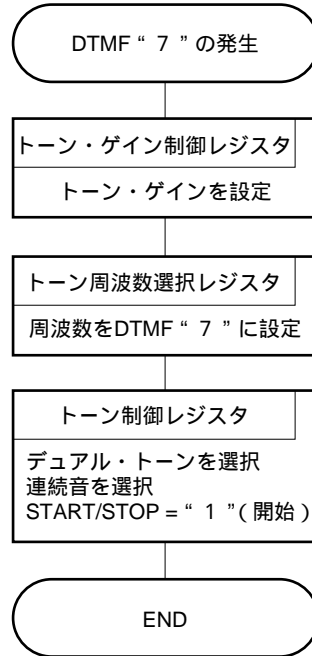 DTMF“ 7 ”の発生
トーン・ゲイン制御レジスタ
トーン・ゲインを設定
トーン周波数選択レジスタ
周波数をDTMF“ 7 ”に設定
トーン制御レジスタ
デュアル・トーンを選択
連続音を選択
START/STOP =“ 1 ”( 開始 )
END